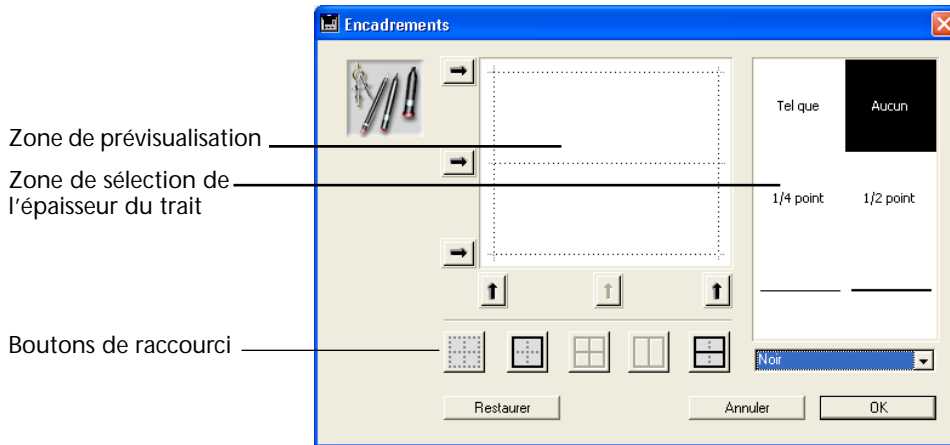 Encadrements
Tel que
Aucun
Zone de prévisualisation
Zone de sélection de
l'épaisseur du trait
1/4 point
1/2 point
Boutons de raccourci
Noir
Restaurer
Annuler
OK